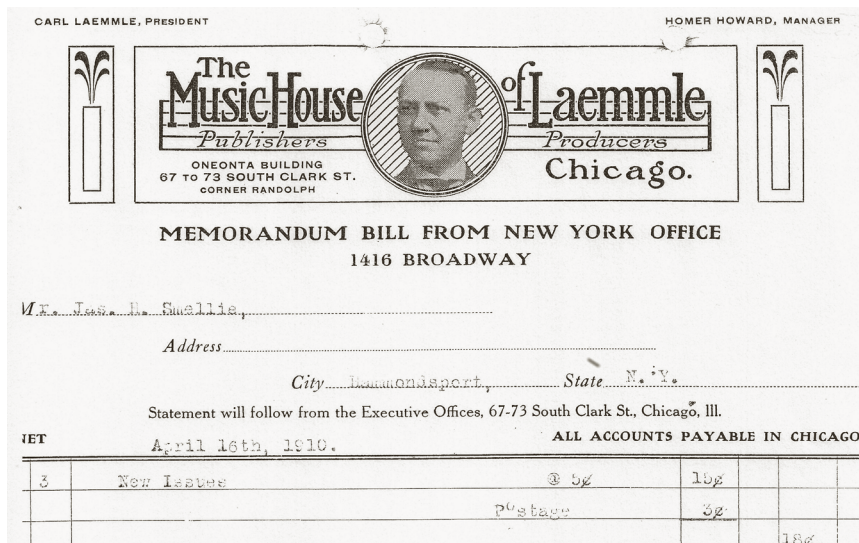 CARL LAEMMLE, PRESIDENT
HOMER HOWARD, MANAGER
The
Music House
of Laemmle
Publishers
Producers
ONEONTA BUILDING
67 TO 73 SOUTH CLARK ST.
CORNER RANDOLPH
Chicago.
MEMORANDUM BILL FROM NEW YORK OFFICE
1416 BROADWAY
Mr. Jas. H. Smellie,
Address
City Hammondsport, State N. Y.
Statement will follow from the Executive Offices, 67-73 South Clark St., Chicago, Ill.
NET April 16th, 1910. ALL ACCOUNTS PAYABLE IN CHICAGO
3 New Issues @ 5¢ 15¢
Postage 3¢
18¢